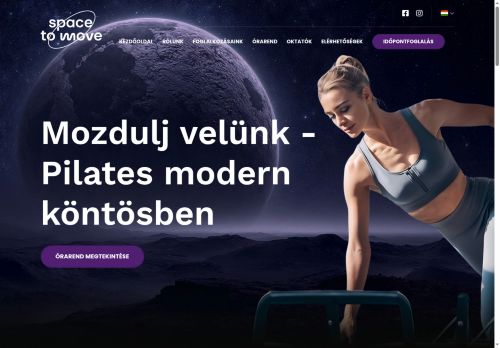 space
to move
KEZDŐOLDAL RÓLUNK FOGLALKOZÁSAINK ÓRAREND OKTATÓK ELÉRHETŐSÉGEK IDŐPONTFOGLALÁS
Mozdulj velünk -
Pilates modern
köntösben
ÓRAREND MEGTEKINTÉSE